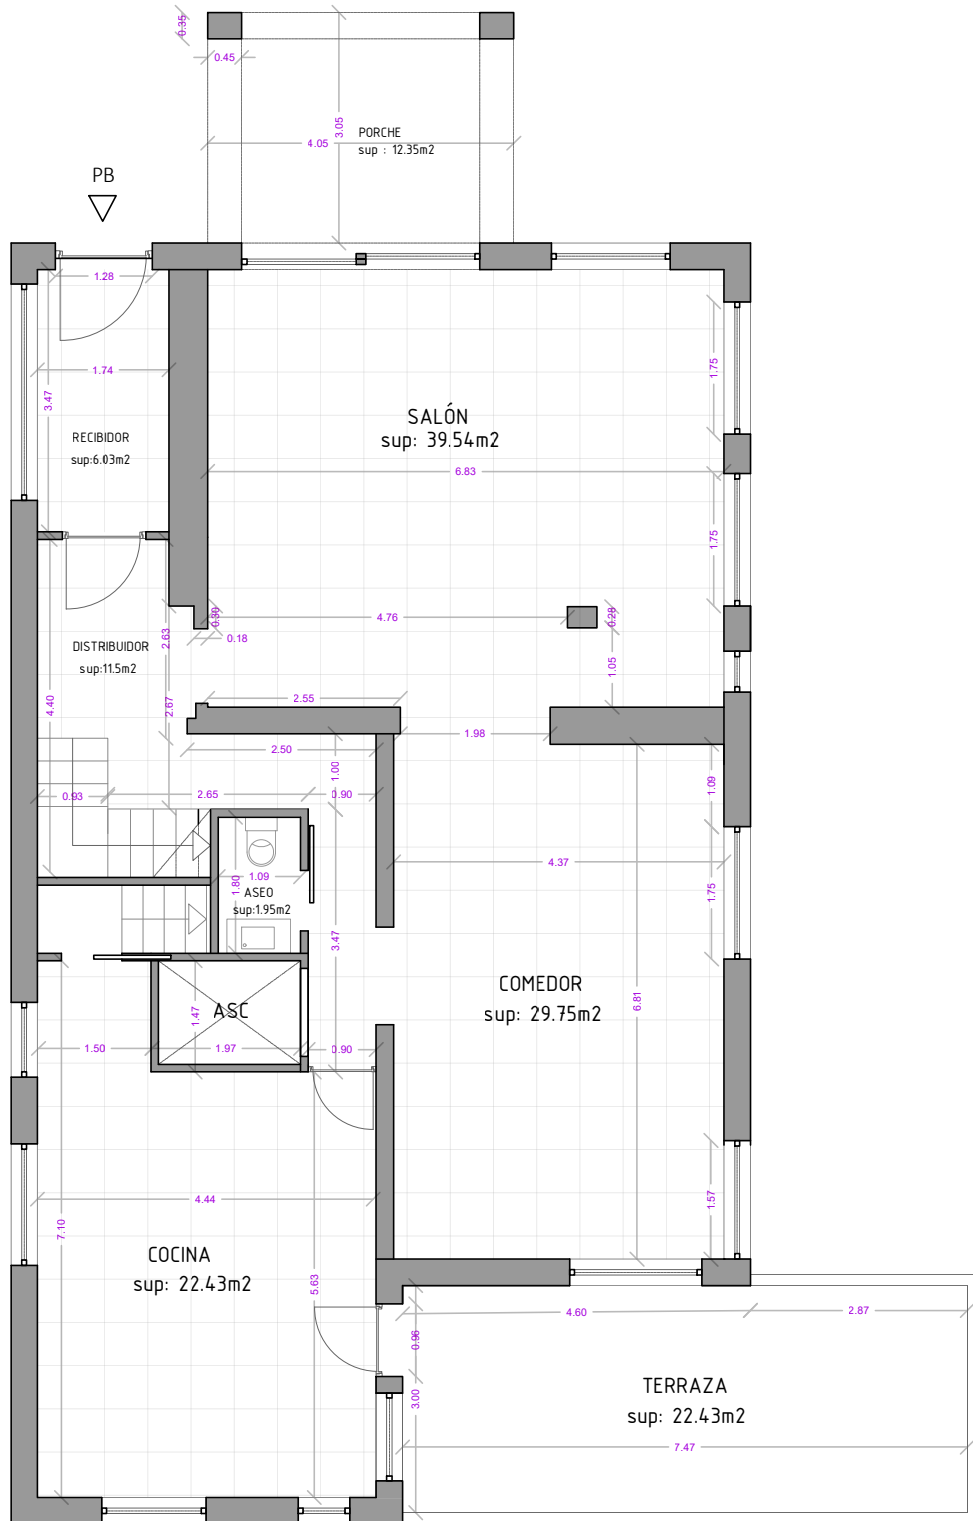 0.35
0.45
3.05
4.05
PORCHE
sup : 12.35m2
PB
1.28
1.74
3.47
RECIBIDOR
sup:6.03m2
SALÓN
sup: 39.54m2
6.83
1.75
1.75
0.30
4.76
0.28
0.18
2.63
DISTRIBUIDOR
sup:11.5m2
1.05
4.40
2.67
2.55
2.50
1.98
1.00
1.09
0.93
2.65
0.90
4.37
1.09
1.80
ASEO
sup:1.95m2
1.75
3.47
COMEDOR
sup: 29.75m2
6.81
ASC
1.47
1.50
1.97
0.90
4.44
1.57
7.10
COCINA
sup: 22.43m2
5.63
4.60
2.87
0.96
3.00
TERRAZA
sup: 22.43m2
7.47